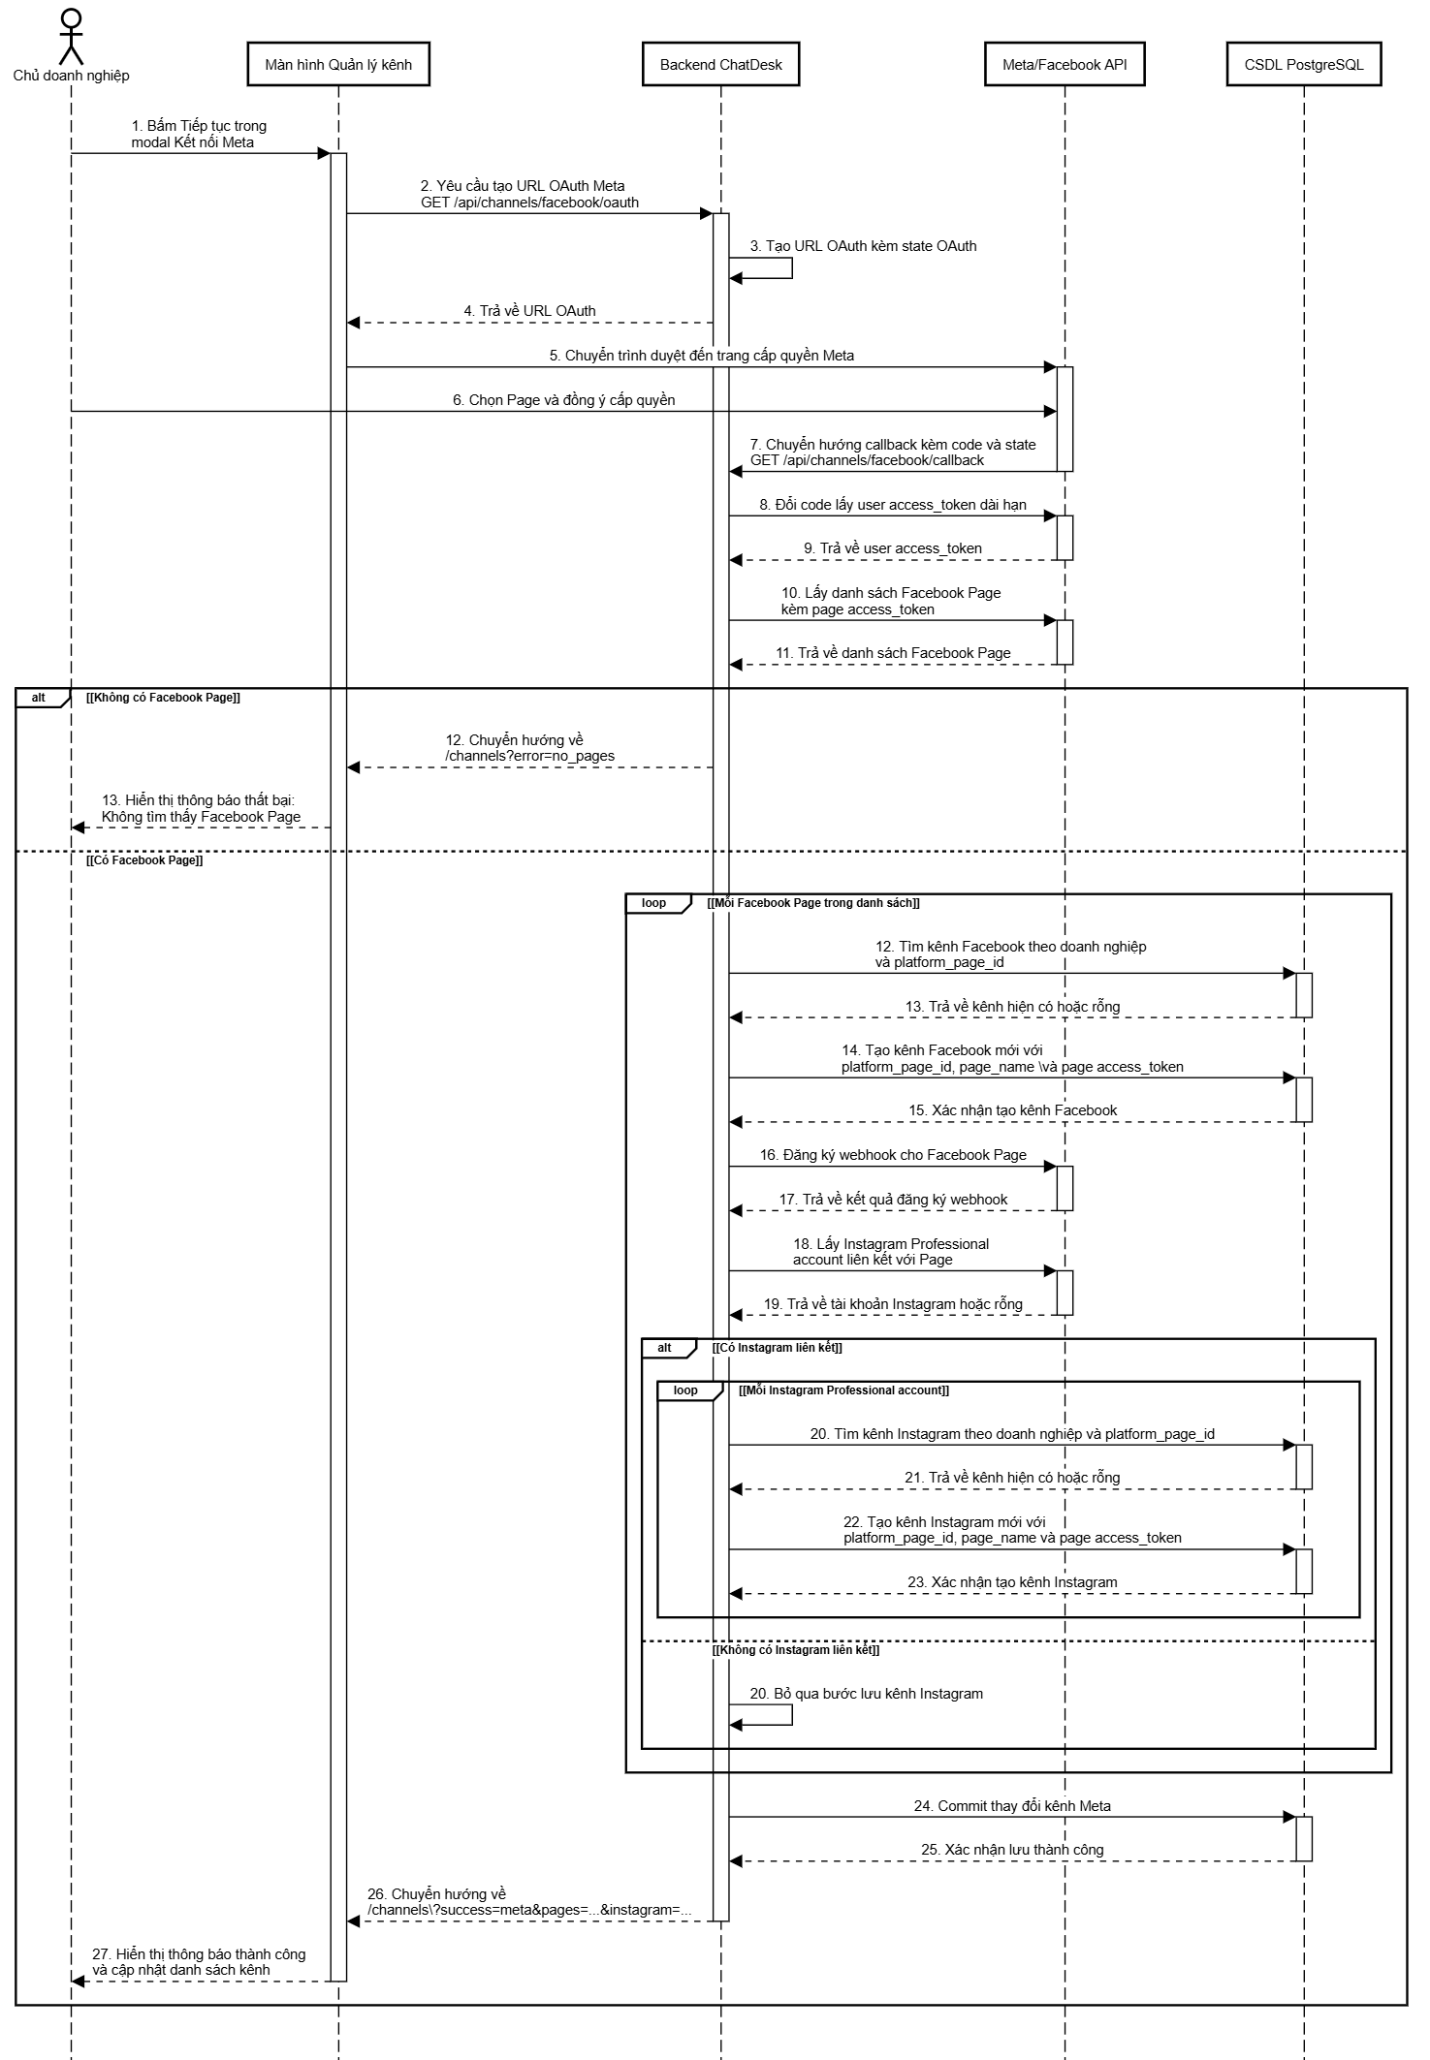 Chủ doanh nghiệp
Màn hình Quản lý kênh
Backend ChatDesk
Meta/Facebook API
CSDL PostgreSQL
1. Bấm Tiếp tục trong
modal Kết nối Meta
2. Yêu cầu tạo URL OAuth Meta
GET /api/channels/facebook/oauth
3. Tạo URL OAuth kèm state OAuth
4. Trả về URL OAuth
5. Chuyển trình duyệt đến trang cấp quyền Meta
6. Chọn Page và đồng ý cấp quyền
7. Chuyển hướng callback kèm code và state
GET /api/channels/facebook/callback
8. Đổi code lấy user access_token dài hạn
9. Trả về user access_token
10. Lấy danh sách Facebook Page
kèm page access_token
11. Trả về danh sách Facebook Page
alt
[[Không có Facebook Page]]
12. Chuyển hướng về
/channels?error=no_pages
13. Hiển thị thông báo thất bại:
Không tìm thấy Facebook Page
[[Có Facebook Page]]
loop
[[Mỗi Facebook Page trong danh sách]]
12. Tìm kênh Facebook theo doanh nghiệp
và platform_page_id
13. Trả về kênh hiện có hoặc rỗng
14. Tạo kênh Facebook mới với
platform_page_id, page_name \và page access_token
15. Xác nhận tạo kênh Facebook
16. Đăng ký webhook cho Facebook Page
17. Trả về kết quả đăng ký webhook
18. Lấy Instagram Professional
account liên kết với Page
19. Trả về tài khoản Instagram hoặc rỗng
alt
[[Có Instagram liên kết]]
loop
[[Mỗi Instagram Professional account]]
20. Tìm kênh Instagram theo doanh nghiệp và platform_page_id
21. Trả về kênh hiện có hoặc rỗng
22. Tạo kênh Instagram mới với
platform_page_id, page_name và page access_token
23. Xác nhận tạo kênh Instagram
[[Không có Instagram liên kết]]
20. Bỏ qua bước lưu kênh Instagram
24. Commit thay đổi kênh Meta
25. Xác nhận lưu thành công
26. Chuyển hướng về
/channels\?success=meta&pages=...&instagram=...
27. Hiển thị thông báo thành công
và cập nhật danh sách kênh